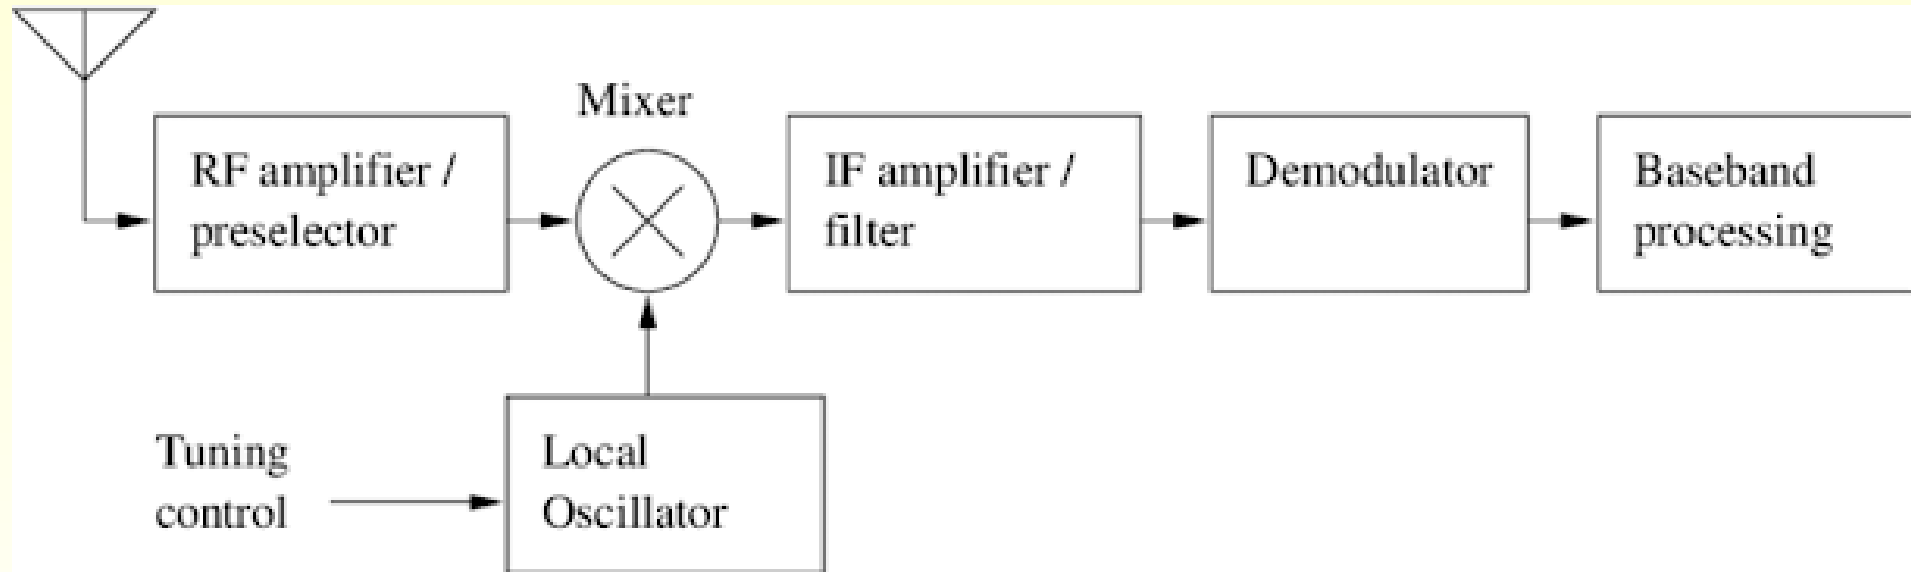 Mixer
RF amplifier /
preselector
IF amplifier /
filter
Demodulator
Baseband
processing
Tuning
control
Local
Oscillator